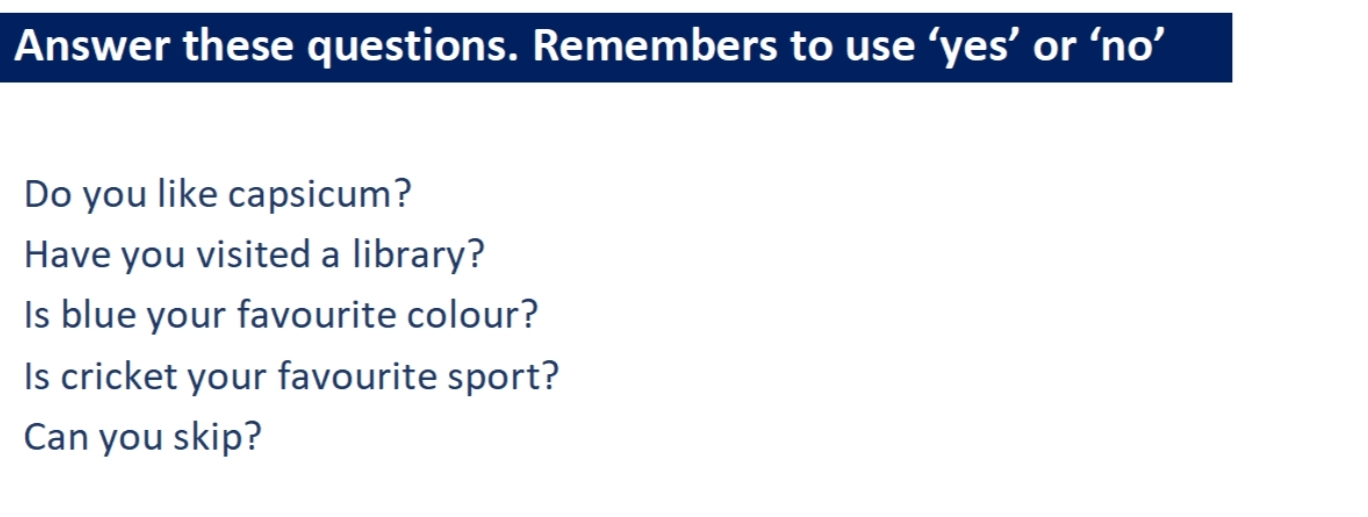 Answer these questions. Remembers to use ‘yes’ or ‘no’
Do you like capsicum?
Have you visited a library?
Is blue your favourite colour?
Is cricket your favourite sport?
Can you skip?